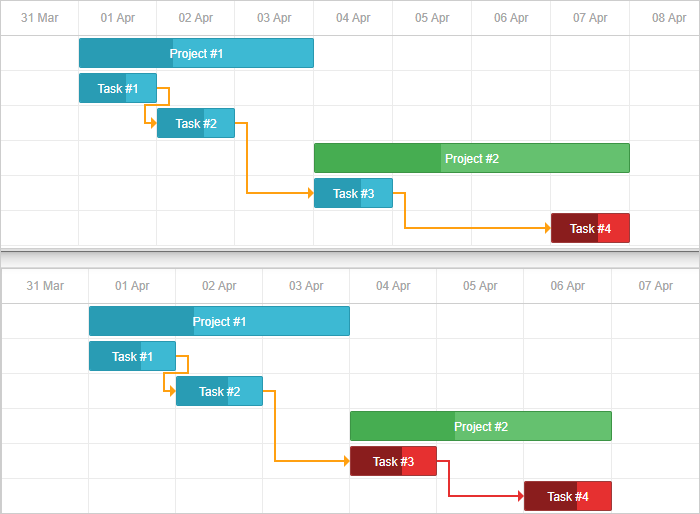 31 Mar 01 Apr 02 Apr 03 Apr 04 Apr 05 Apr 06 Apr 07 Apr 08 Apr
Project #1
Task #1
Task #2
Project #2
Task #3
Task #4
31 Mar 01 Apr 02 Apr 03 Apr 04 Apr 05 Apr 06 Apr 07 Apr
Project #1
Task #1
Task #2
Project #2
Task #3
Task #4